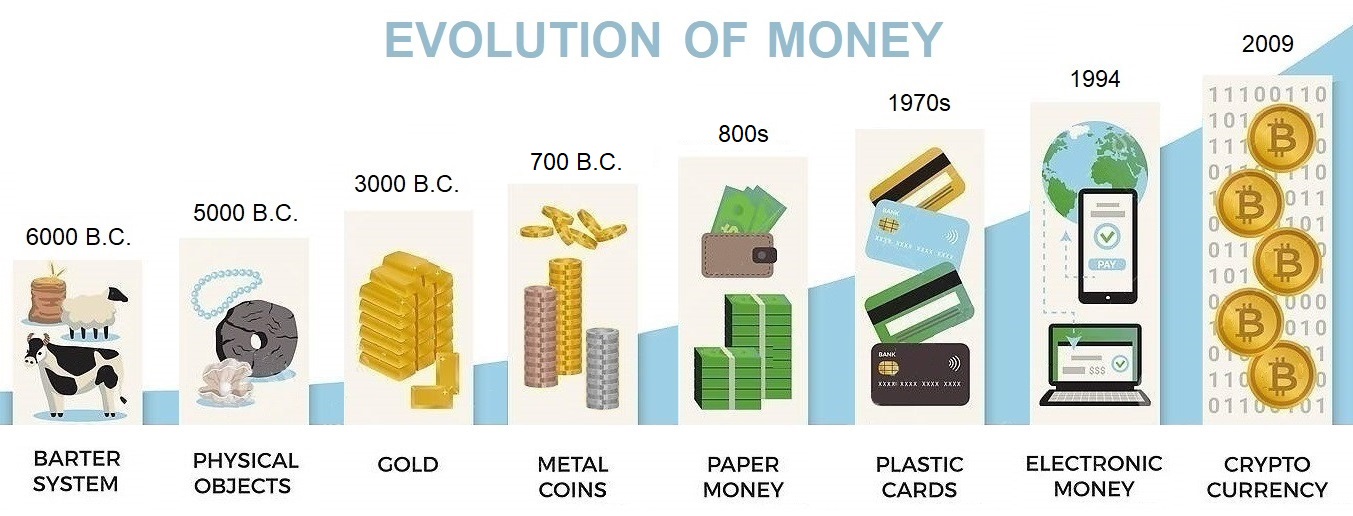 EVOLUTION OF MONEY
6000 B.C.
5000 B.C.
3000 B.C.
700 B.C.
800s
1970s
1994
2009
BANK
XXXX XXXX XXXX XXXX
BANK
XXXX XXXX XXXX XXXX
PAY
$$$
11100110
BARTER
SYSTEM
PHYSICAL
OBJECTS
GOLD
METAL
COINS
PAPER
MONEY
PLASTIC
CARDS
ELECTRONIC
MONEY
CRYPTO
CURRENCY